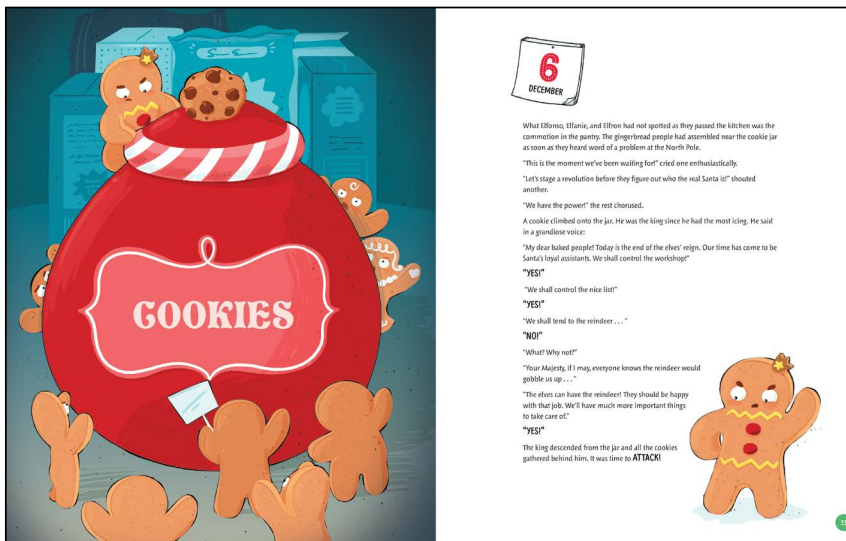 COOKIES
6
DECEMBER
What Elfonso, Elfanie, and Elfron had not spotted as they passed the kitchen was the
commotion in the pantry. The gingerbread people had assembled near the cookie jar
as soon as they heard word of a problem at the North Pole.
"This is the moment we've been waiting for!" cried one enthusiastically.
"Let's stage a revolution before they figure out who the real Santa is!" shouted
another.
"We have the power!" the rest chorused.
A cookie climbed onto the jar. He was the king since he had the most icing. He said
in a grandiose voice:
"My dear baked people! Today is the end of the elves' reign. Our time has come to be
Santa's loyal assistants. We shall control the workshop!"
"YES!"
"We shall control the nice list!"
"YES!"
"We shall tend to the reindeer . . ."
"NO!"
"What? Why not?"
"Your Majesty, if I may, everyone knows the reindeer would
gobble us up . . ."
"The elves can have the reindeer! They should be happy
with that job. We'll have much more important things
to take care of."
"YES!"
The king descended from the jar and all the cookies
gathered behind him. It was time to ATTACK!